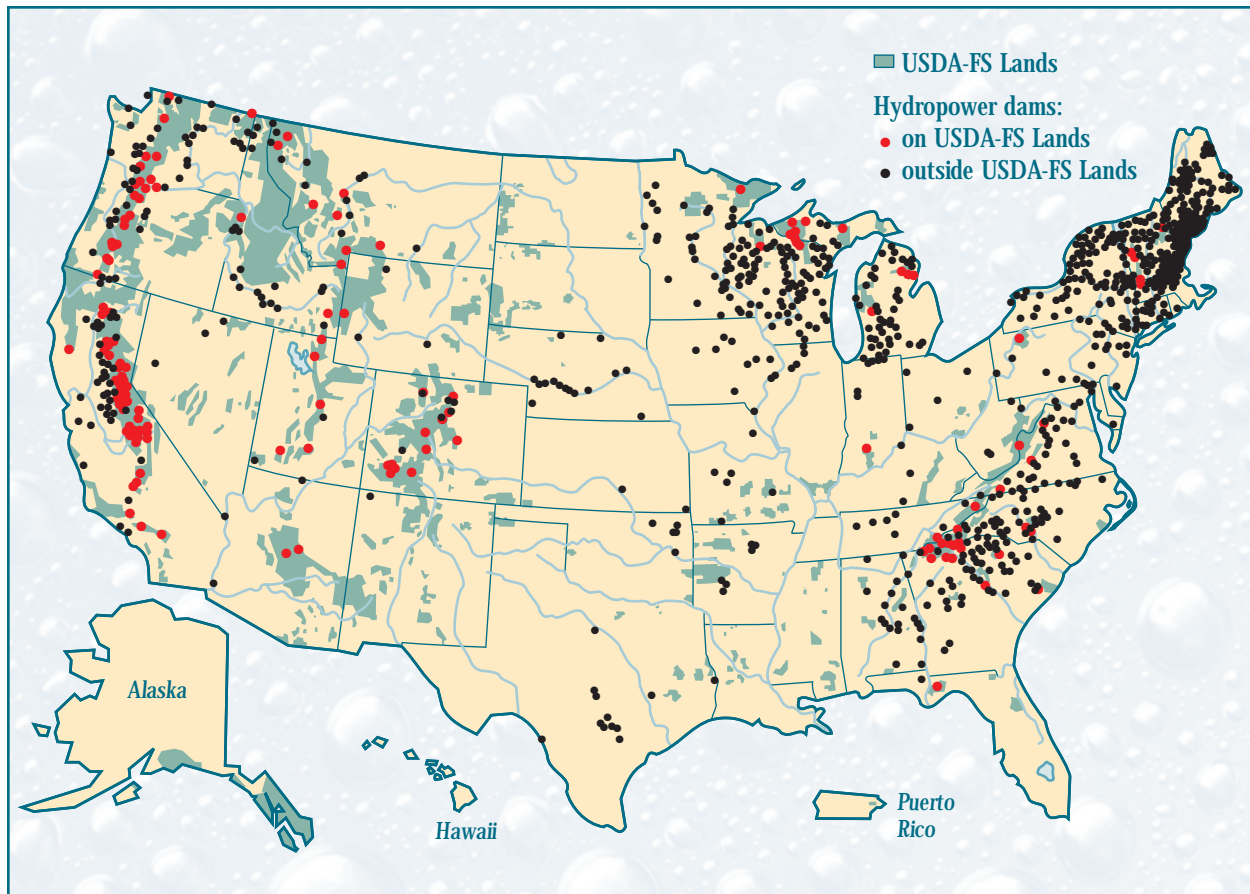 USDA-FS Lands
Hydropower dams:
on USDA-FS Lands
outside USDA-FS Lands
Alaska
Hawaii
Puerto
Rico